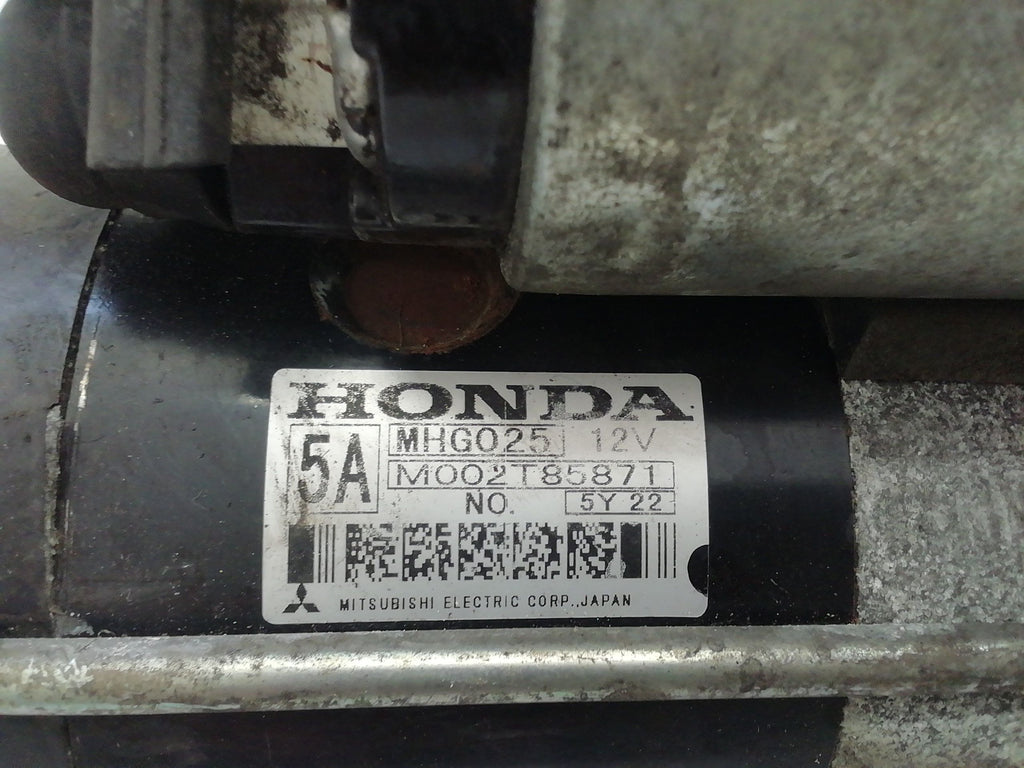 HONDA
5A
MHG025 12V
M002T85871
NO. 5Y 22
MITSUBISHI ELECTRIC CORP., JAPAN